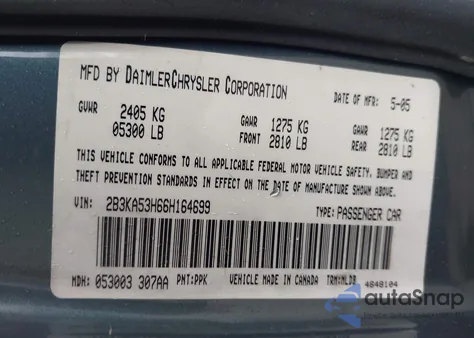 MFD BY DAIMLERCHRYSLER CORPORATION DATE OF MFR: 5-05
GVWR 2405 KG 05300 LB GAWR FRONT 1275 KG 2810 LB GAWR REAR 1275 KG 2810 LB
THIS VEHICLE CONFORMS TO ALL APPLICABLE FEDERAL MOTOR VEHICLE SAFETY, BUMPER AND
THEFT PREVENTION STANDARDS IN EFFECT ON THE DATE OF MANUFACTURE SHOWN ABOVE.
VIN: 2B3KA53H66H164699 TYPE: PASSENGER CAR
MDH: 053003 307AA PNT: PPK VEHICLE MADE IN CANADA TRM:MLDB 4648104
autoSnap